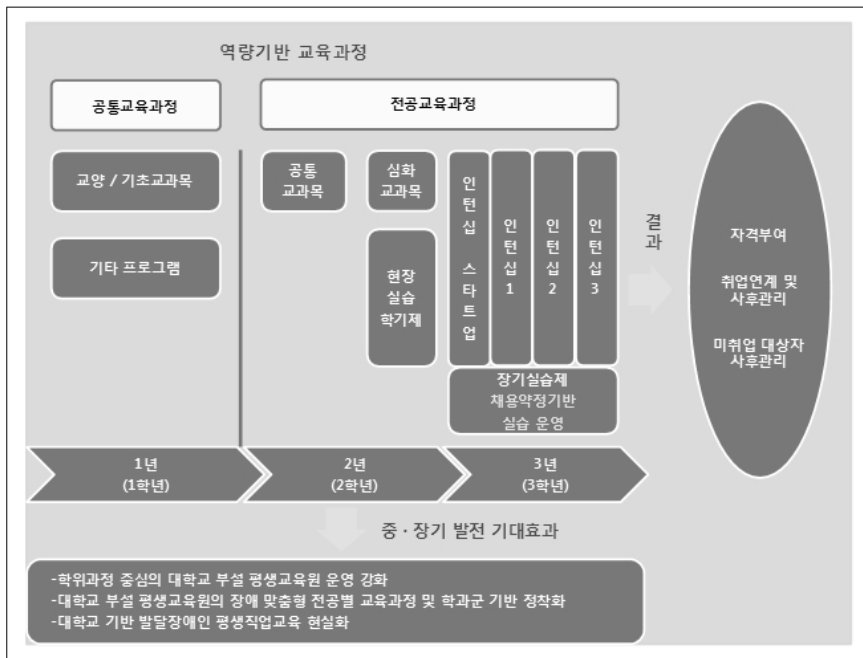 역량기반 교육과정
공통교육과정
전공교육과정
교양 / 기초교과목
기타 프로그램
공통
교과목
심화
교과목
현장
실습
학기제
인턴십 스타트업
인턴십1
인턴십2
인턴십3
장기실습제
채용약정기반
실습 운영
결과
자격부여
취업연계 및
사후관리
미취업 대상자
사후관리
1년
(1학년)
2년
(2학년)
3년
(3학년)
중 · 장기 발전 기대효과
-학위과정 중심의 대학교 부설 평생교육원 운영 강화
-대학교 부설 평생교육원의 장애 맞춤형 전공별 교육과정 및 학과군 기반 정착화
-대학교 기반 발달장애인 평생직업교육 현실화